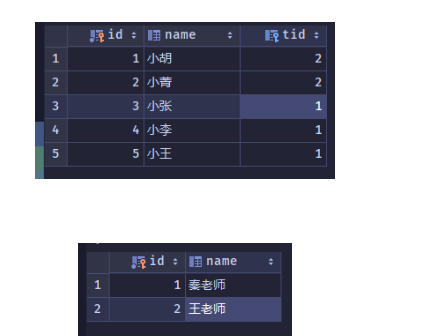 id name tid
1 1 小胡 2
2 2 小菁 2
3 3 小张 1
4 4 小李 1
5 5 小王 1
id name
1 1 秦老师
2 2 王老师